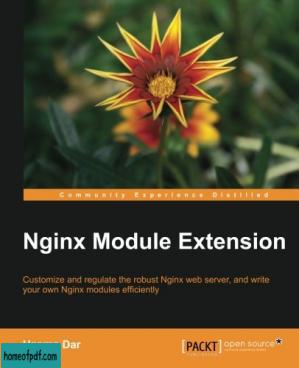 Community Experience Distilled
Nginx Module Extension
Customize and regulate the robust Nginx web server, and write
your own Nginx modules efficiently
Dar
[PACKT] open source*
PUBLISHING
homeofpdf.com